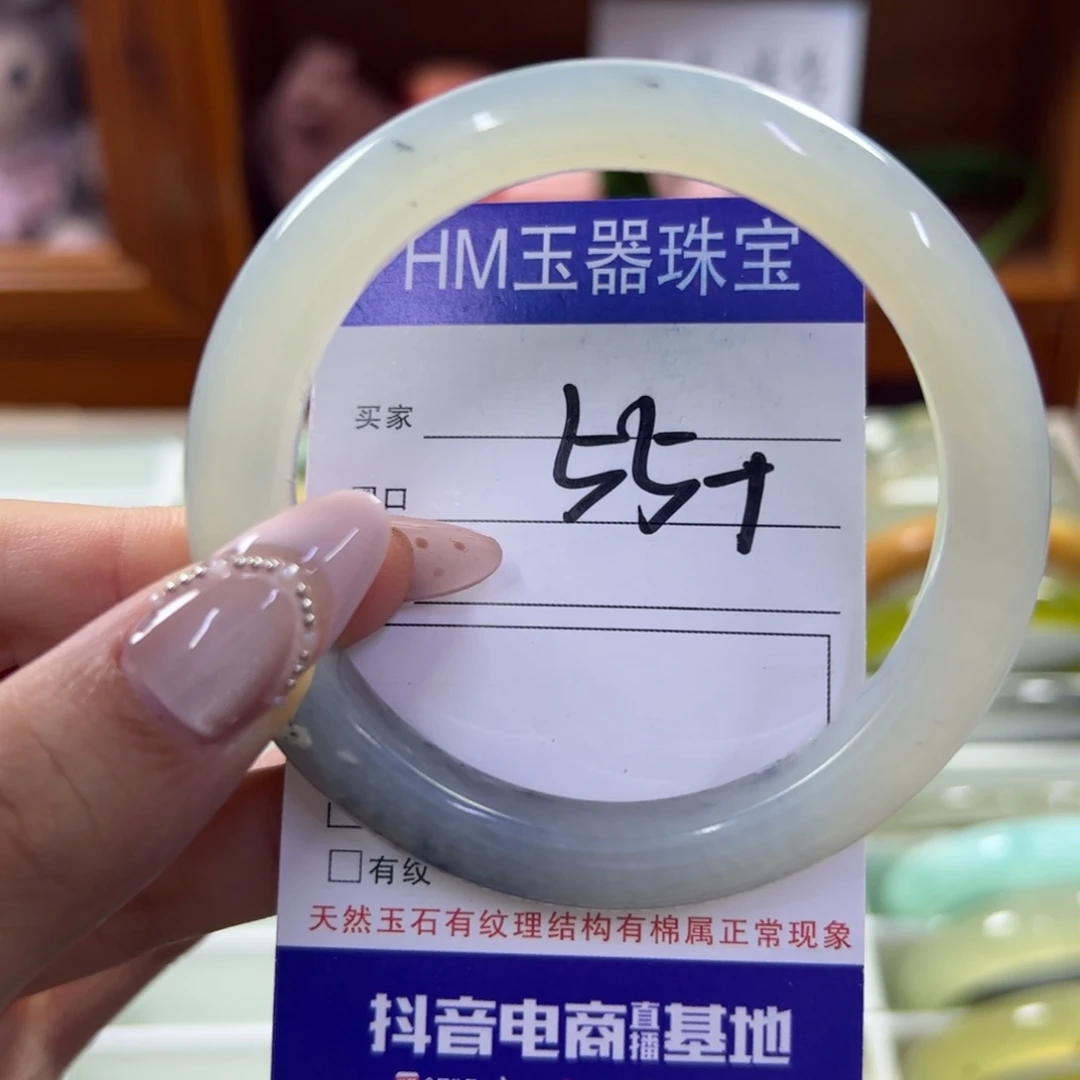 HM玉器珠宝
买家
口
55+
有纹
天然玉石有纹理结构有棉属正常现象
抖音电商直播基地